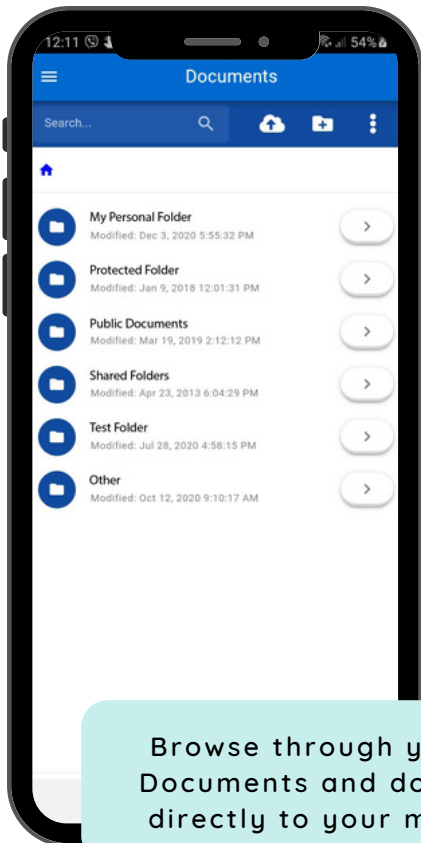 12:11 54%
Documents
Search...
My Personal Folder
Modified: Dec 3, 2020 5:55:32 PM
Protected Folder
Modified: Jan 9, 2018 12:01:31 PM
Public Documents
Modified: Mar 19, 2019 2:12:12 PM
Shared Folders
Modified: Apr 23, 2013 6:04:29 PM
Test Folder
Modified: Jul 28, 2020 4:58:15 PM
Other
Modified: Oct 12, 2020 9:10:17 AM
Browse through y
Documents and do
directly to your m